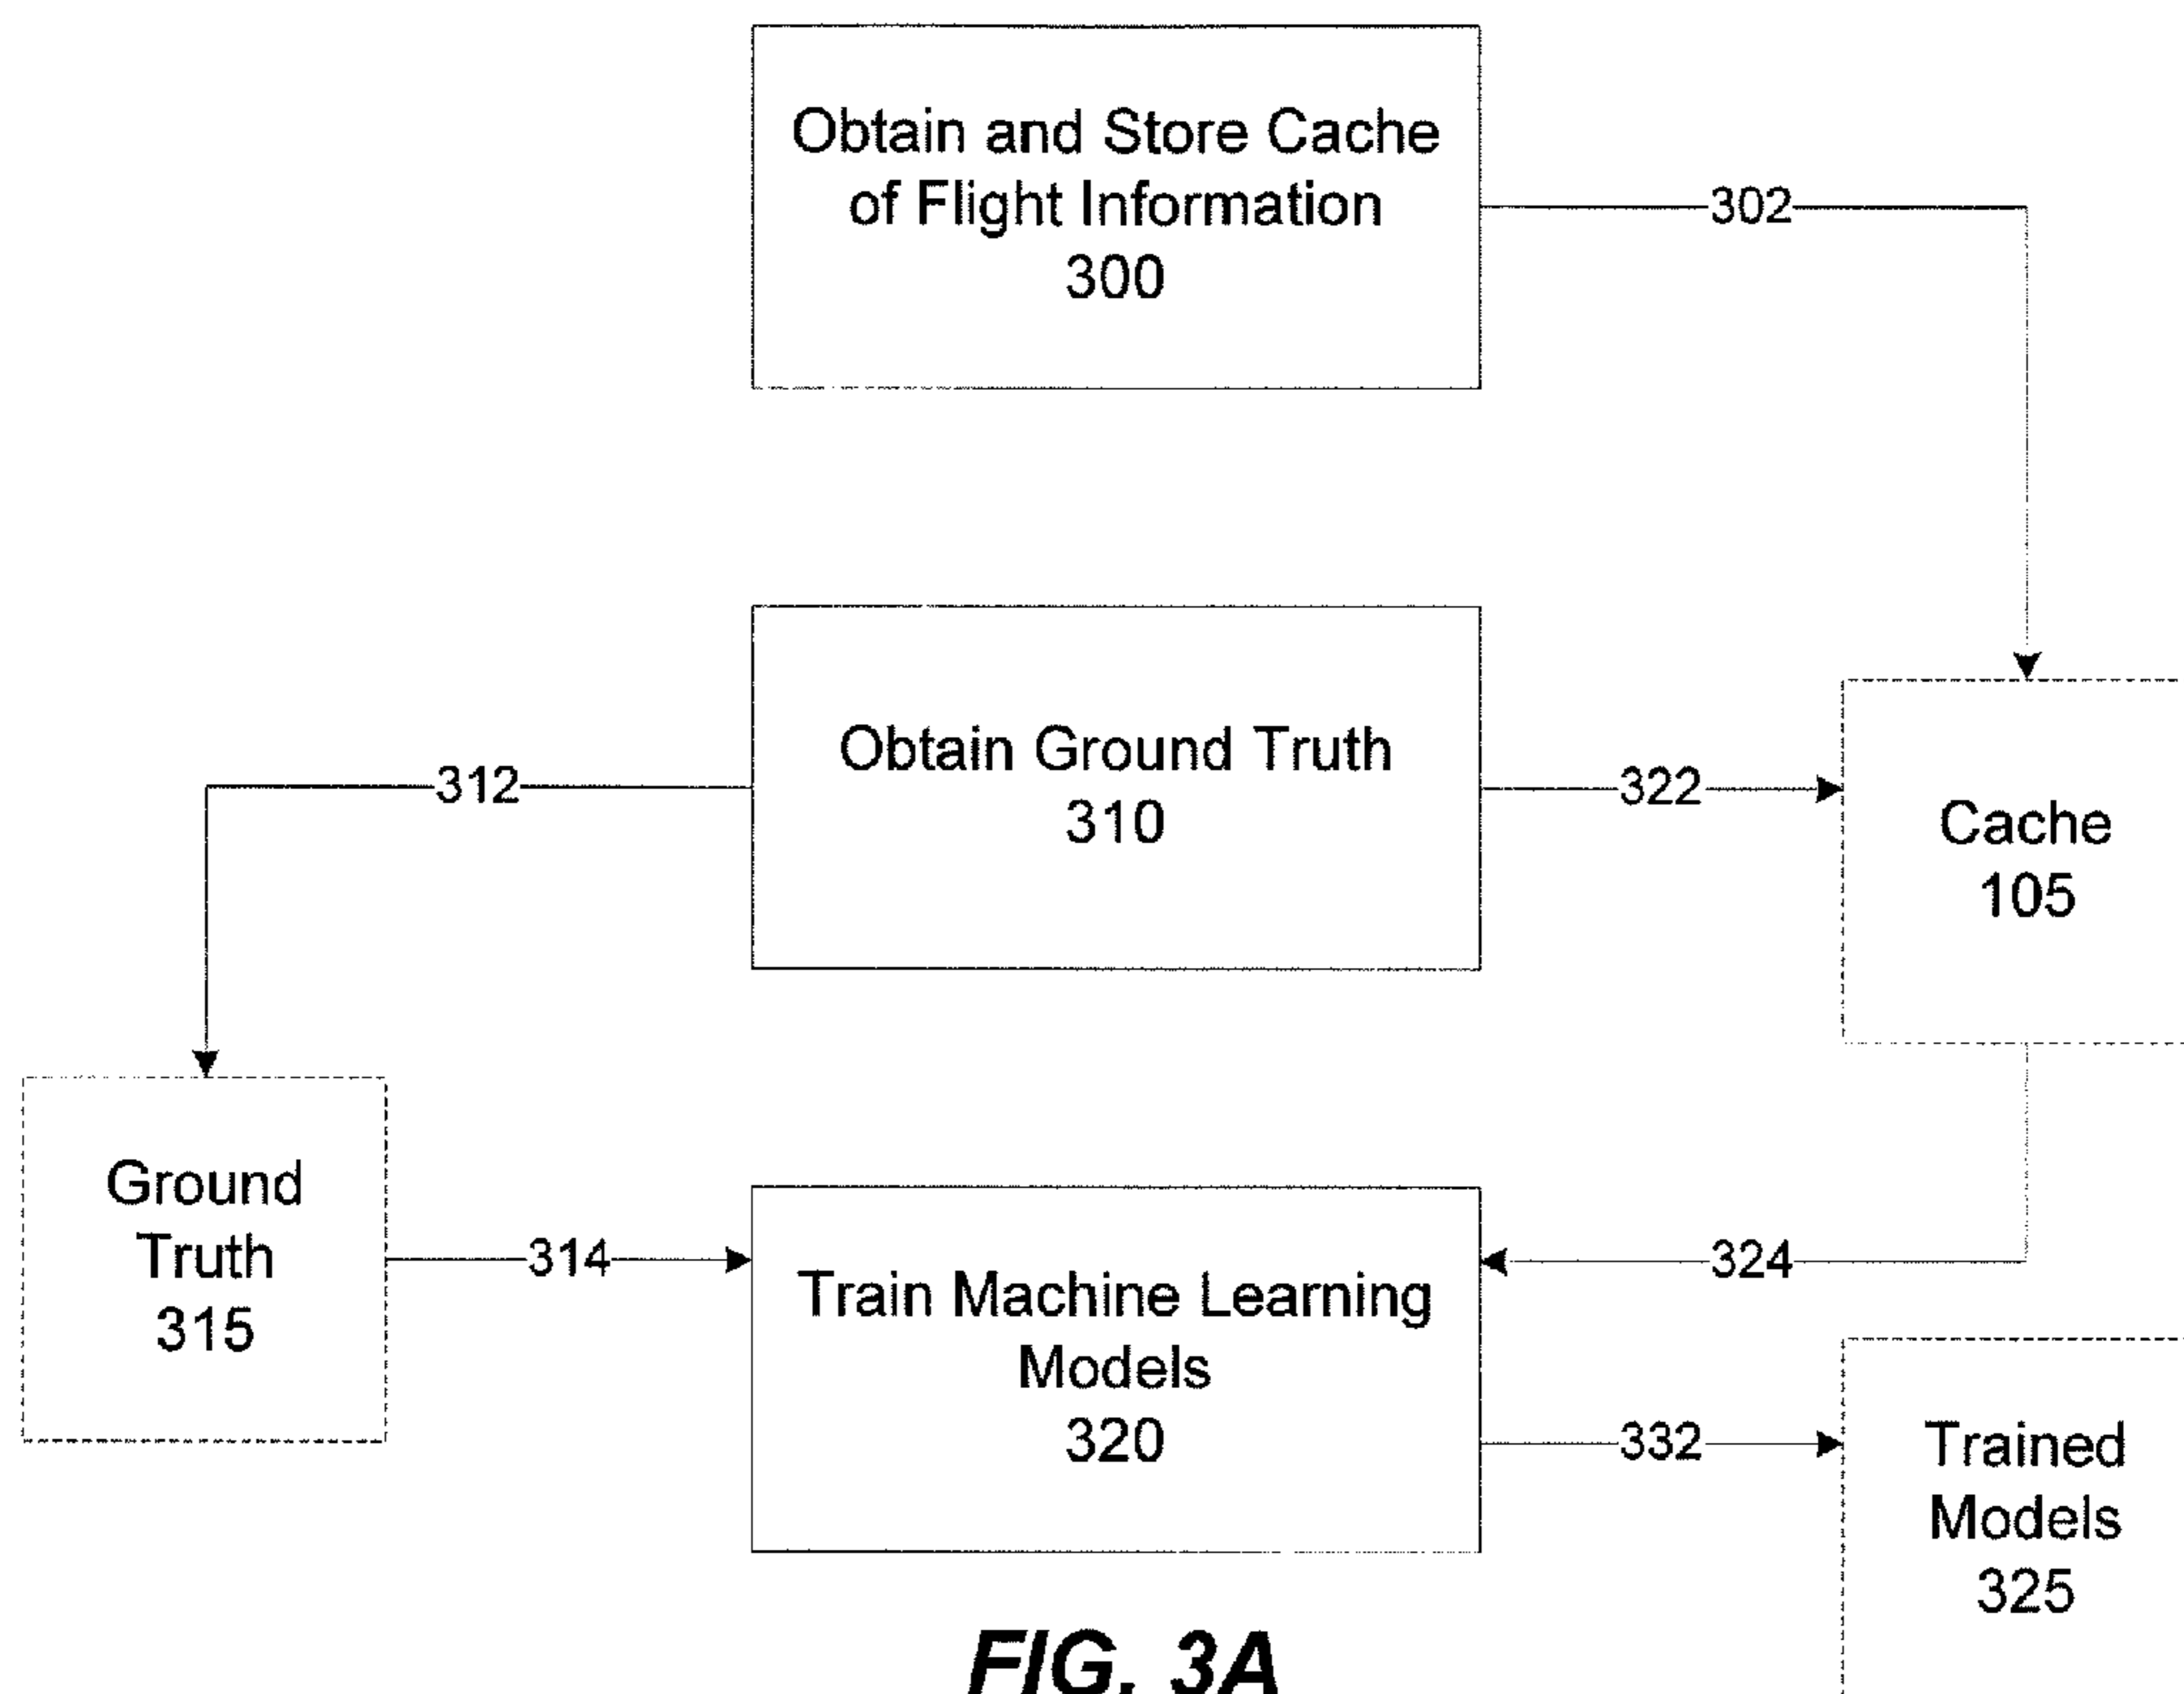 Obtain and Store Cache
of Flight Information
300
302
Obtain Ground Truth
310
312
322
Cache
105
Ground
Truth
315
314
Train Machine Learning
Models
320
324
332
Trained
Models
325
FIG. 3A